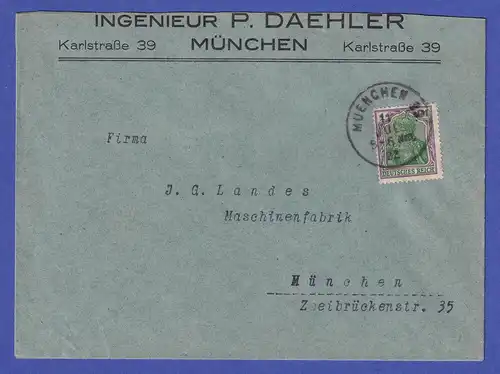 INGENIEUR P. DAEHLER
Karlstraße 39 MÜNCHEN Karlstraße 39
MUENCHEN
DEUTSCHES REICH
Firma
J. G. Landes
Maschinenfabrik
München
Zweibrückenstr. 35